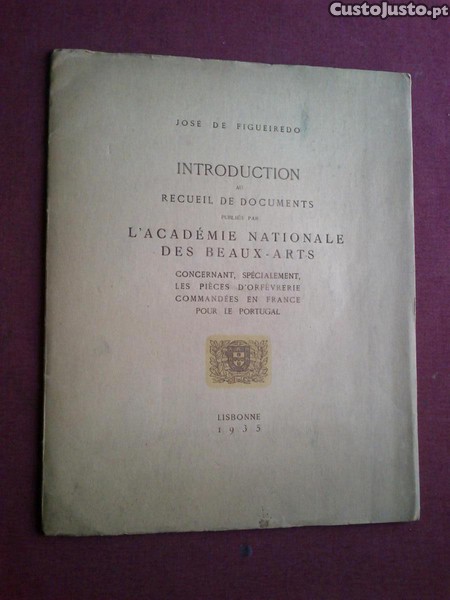 CustoJusto.pt
JOSÉ DE FIGUEIREDO
INTRODUCTION
AU
RECUEIL DE DOCUMENTS
PUBLIÉS PAR
L'ACADÉMIE NATIONALE
DES BEAUX-ARTS
CONCERNANT, SPÉCIALEMENT,
LES PIÈCES D'ORFÈVRERIE
COMMANDÉES EN FRANCE
POUR LE PORTUGAL
LISBONNE
1935